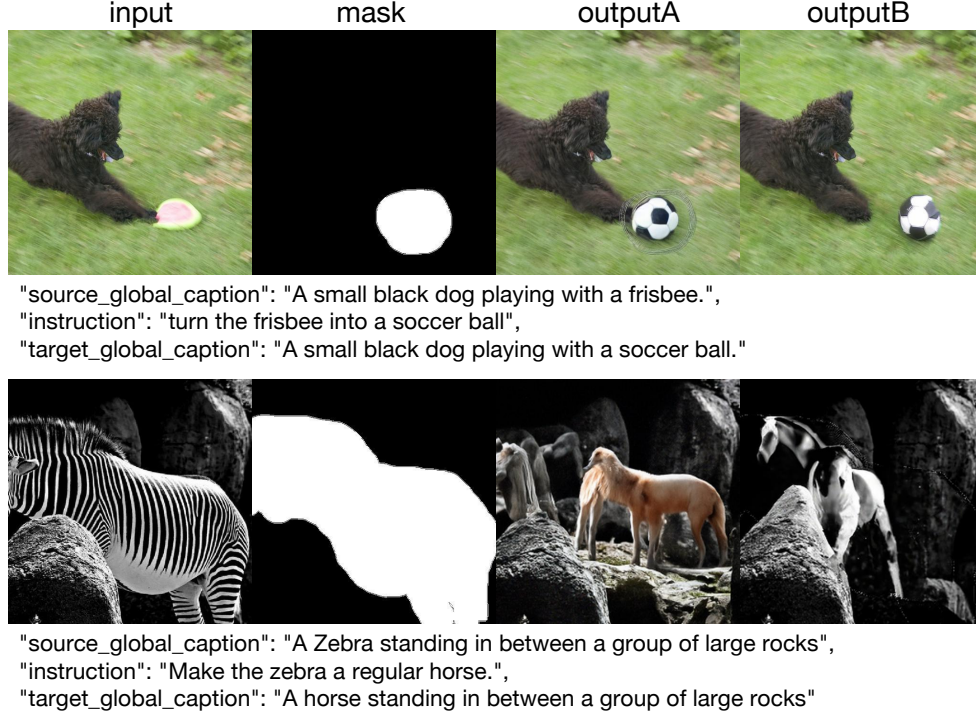 input mask outputA outputB
"source_global_caption": "A small black dog playing with a frisbee.",
"instruction": "turn the frisbee into a soccer ball",
"target_global_caption": "A small black dog playing with a soccer ball."
"source_global_caption": "A Zebra standing in between a group of large rocks",
"instruction": "Make the zebra a regular horse.",
"target_global_caption": "A horse standing in between a group of large rocks"